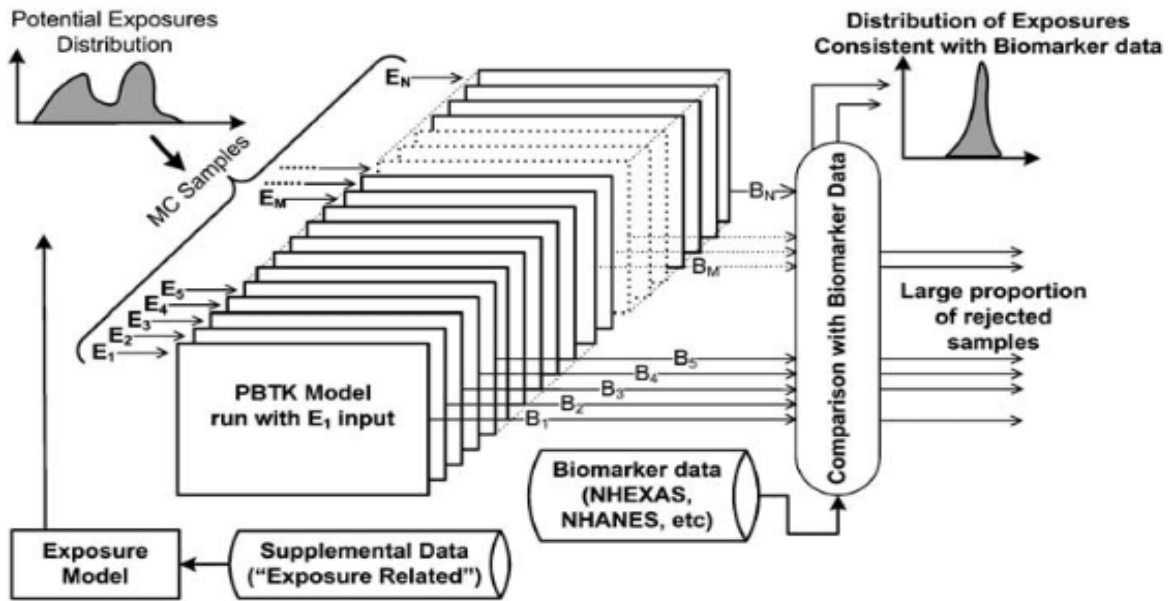 Potential Exposures
Distribution
Distribution of Exposures
Consistent with Biomarker data
MC Samples
E_N
E_M
E_5
E_4
E_3
E_2
E_1
B_N
B_M
B_5
B_4
B_3
B_2
B_1
PBTK Model
run with E_1 input
Comparison with Biomarker Data
Large proportion
of rejected
samples
Biomarker data
(NHEXAS,
NHANES, etc)
Exposure
Model
Supplemental Data
(“Exposure Related”)